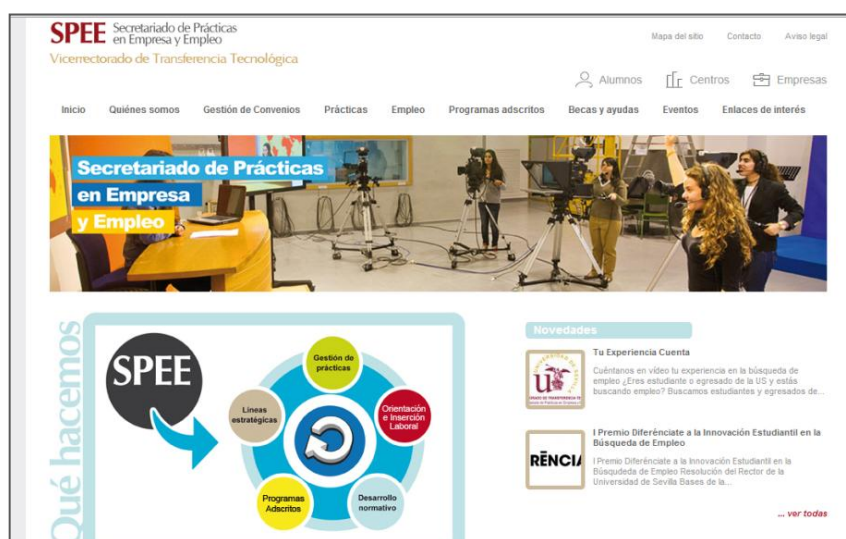 SPEE Secretariado de Prácticas
en Empresa y Empleo
Vicerrectorado de Transferencia Tecnológica
Mapa del sitio Contacto Aviso legal
Alumnos Centros Empresas
Inicio Quiénes somos Gestión de Convenios Prácticas Empleo Programas adscritos Becas y ayudas Eventos Enlaces de interés
Secretariado de Prácticas
en Empresa
y Empleo
Qué hacemos
SPEE
Gestión de
prácticas
Líneas
estratégicas
Orientación
e Inserción
Laboral
Programas
Adscritos
Desarrollo
normativo
Novedades
Tu Experiencia Cuenta
Cuéntanos en vídeo tu experiencia en la búsqueda de
empleo ¿Eres estudiante o egresado de la US y estás
buscando empleo? Buscamos estudiantes y egresados de...
I Premio Diferénciate a la Innovación Estudiantil en la
Búsqueda de Empleo
RĒNCIA
I Premio Diferénciate a la Innovación Estudiantil en la
Búsqudeda de Empleo Resolución del Rector de la
Universidad de Sevilla Bases de la...
... ver todas